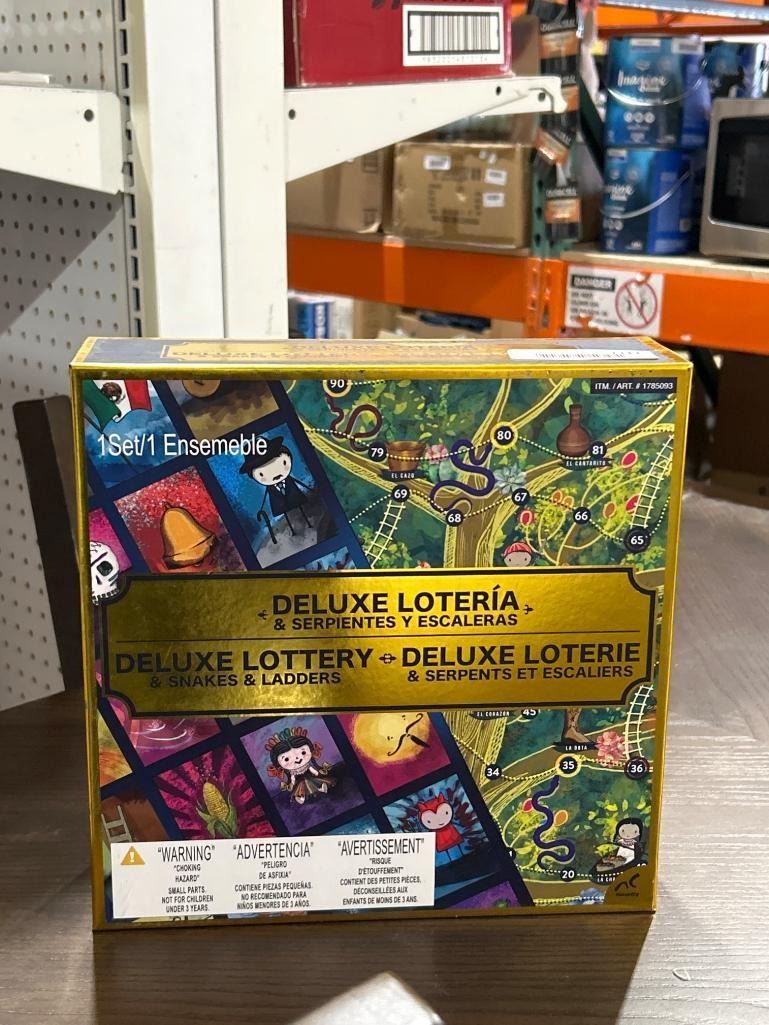 Imagine
DANGER
ITM. / ART. # 1785093
1Set/1 Ensemeble
90
79
80
81
EL CAZO
EL CANTARITO
69
68
67
66
65
DELUXE LOTERÍA
& SERPIENTES Y ESCALERAS
DELUXE LOTTERY
& SNAKES & LADDERS
DELUXE LOTERIE
& SERPENTS ET ESCALIERS
EL CORAZÓN
45
LA BOTA
34
35
36
20
"WARNING"
"CHOKING
HAZARD"
SMALL PARTS.
NOT FOR CHILDREN
UNDER 3 YEARS.
"ADVERTENCIA"
"PELIGRO
DE ASFIXIA"
CONTIENE PIEZAS PEQUEÑAS.
NO RECOMENDADO PARA
NIÑOS MENORES DE 3 AÑOS.
"AVERTISSEMENT"
"RISQUE
D'ÉTOUFFEMENT"
CONTIENT DES PETITES PIÈCES,
DÉCONSEILLÉES AUX
ENFANTS DE MOINS DE 3 ANS.